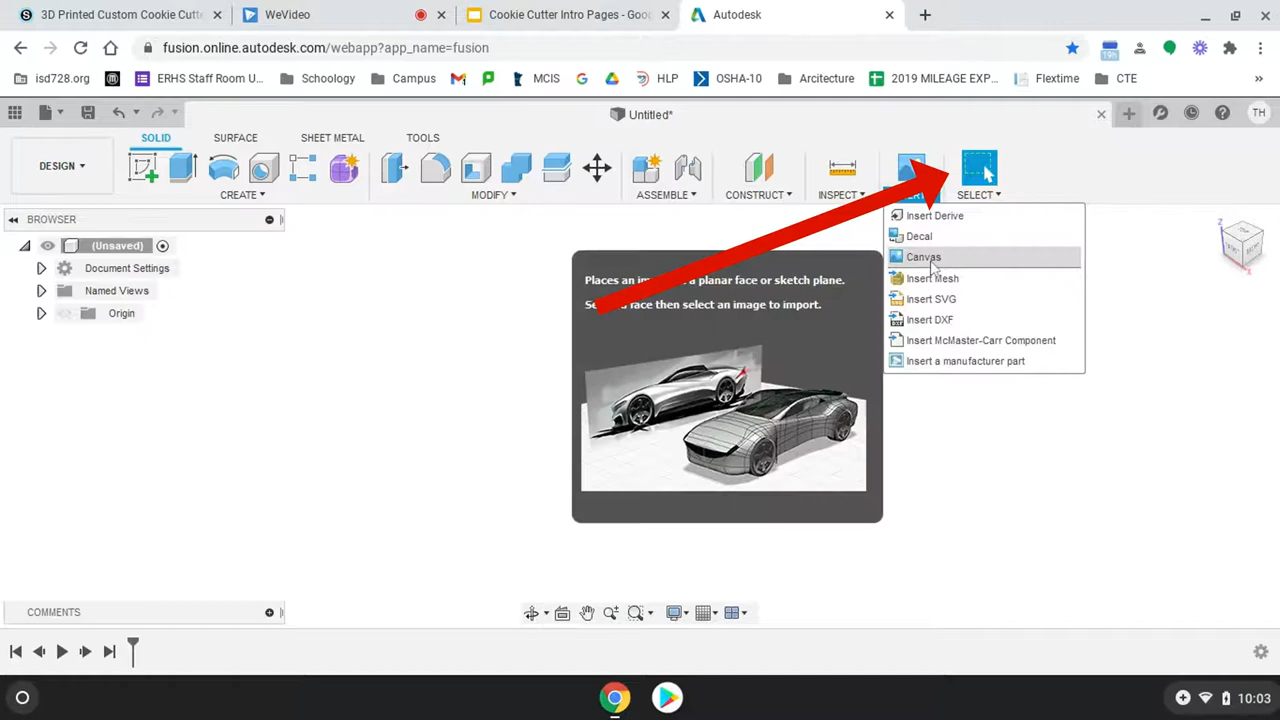 3D Printed Custom Cookie Cutt
WeVideo
Cookie Cutter Intro Pages - Goo
Autodesk
fusion.online.autodesk.com/webapp?app_name=fusion
isd728.org
ERHS Staff Room U...
Schoology
Campus
MCIS
HLP
OSHA-10
Arcitecture
2019 MILEAGE EXP...
Flextime
CTE
»
Untitled*
TH
SOLID
SURFACE
SHEET METAL
TOOLS
DESIGN
CREATE
MODIFY
ASSEMBLE
CONSTRUCT
INSPECT
SELECT
BROWSER
(Unsaved)
Document Settings
Named Views
Origin
Insert Derive
Decal
Canvas
Insert Mesh
Insert SVG
Insert DXF
Insert McMaster-Carr Component
Insert a manufacturer part
Places an a planar face or sketch plane.
face then select an image to import.
COMMENTS
10:03